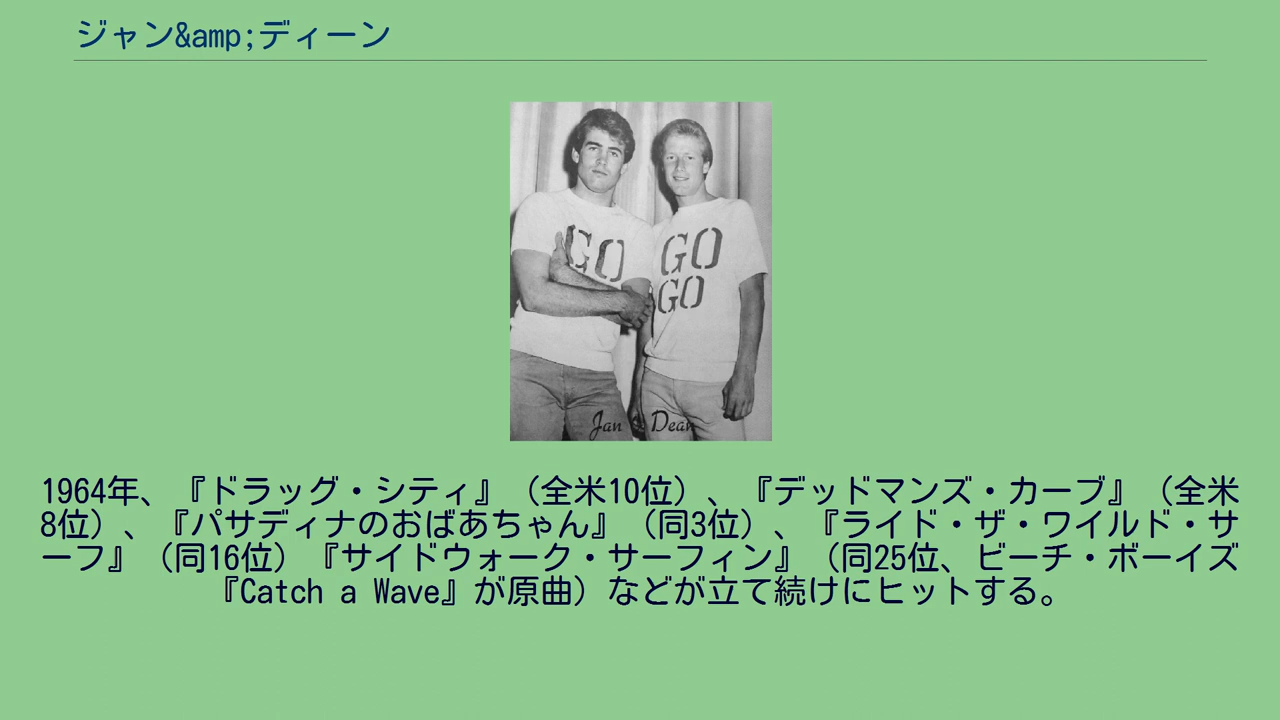 ジャン&amp;ディーン
GO
GO
GO
Jan & Dean
1964年、『ドラッグ・シティ』（全米10位）、『デッドマンズ・カーブ』（全米
8位）、『パサディナのおばあちゃん』（同3位）、『ライド・ザ・ワイルド・サ
ーフ』（同16位）『サイドウォーク・サーフィン』（同25位、ビーチ・ボーイズ
『Catch a Wave』が原曲）などが立て続けにヒットする。